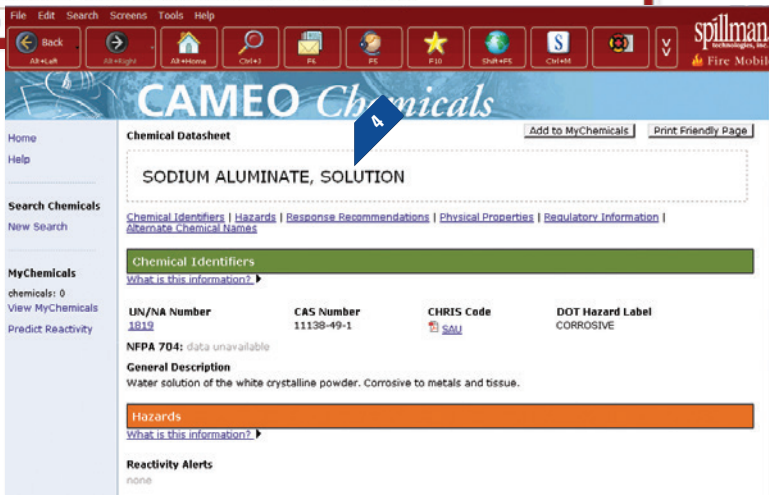 File Edit Search Screens Tools Help
Back
Alt+Left
Alt+Right
Alt+Home
Ctrl+J
F4
F5
F10
Shift+F5
S
Ctrl+M
spillman
technologies, inc.
Fire Mobile
CAMEO Chemicals
4
Home
Help
Search Chemicals
New Search
MyChemicals
chemicals: 0
View MyChemicals
Predict Reactivity
Chemical Datasheet
Add to MyChemicals
Print Friendly Page
SODIUM ALUMINATE, SOLUTION
Chemical Identifiers | Hazards | Response Recommendations | Physical Properties | Regulatory Information |
Alternate Chemical Names
Chemical Identifiers
What is this information?
UN/NA Number CAS Number CHRIS Code DOT Hazard Label
1819 11138-49-1 SAU CORROSIVE
NFPA 704: data unavailable
General Description
Water solution of the white crystalline powder. Corrosive to metals and tissue.
Hazards
What is this information?
Reactivity Alerts
none